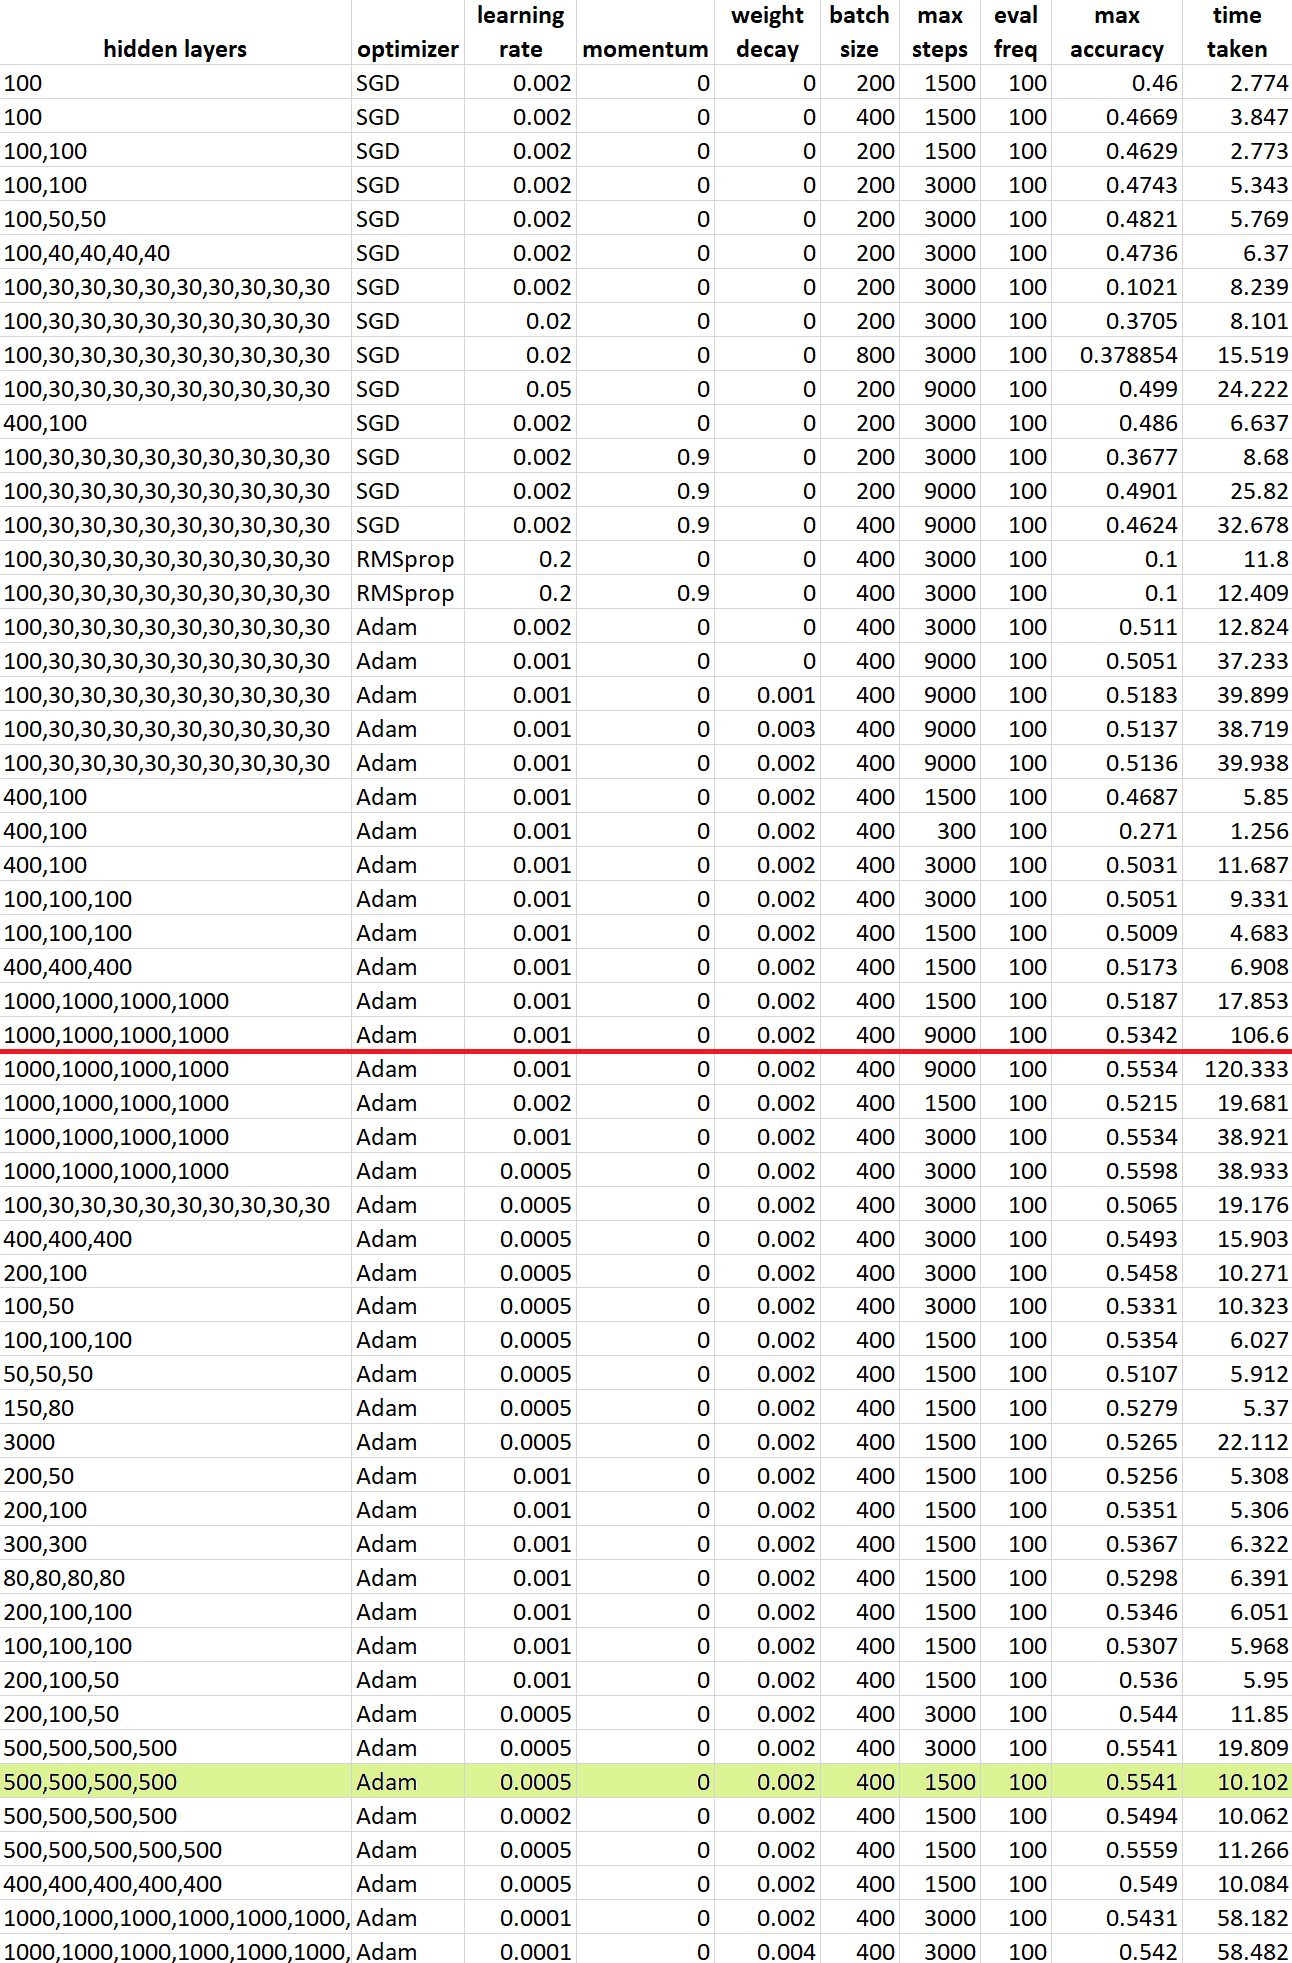 learning weight batch max eval max time
hidden layers optimizer rate momentum decay size steps freq accuracy taken
100 SGD 0.002 0 0 200 1500 100 0.46 2.774
100 SGD 0.002 0 0 400 1500 100 0.4669 3.847
100,100 SGD 0.002 0 0 200 1500 100 0.4629 2.773
100,100 SGD 0.002 0 0 200 3000 100 0.4743 5.343
100,50,50 SGD 0.002 0 0 200 3000 100 0.4821 5.769
100,40,40,40,40 SGD 0.002 0 0 200 3000 100 0.4736 6.37
100,30,30,30,30,30,30,30,30,30 SGD 0.002 0 0 200 3000 100 0.1021 8.239
100,30,30,30,30,30,30,30,30,30 SGD 0.02 0 0 200 3000 100 0.3705 8.101
100,30,30,30,30,30,30,30,30,30 SGD 0.02 0 0 800 3000 100 0.378854 15.519
100,30,30,30,30,30,30,30,30,30 SGD 0.05 0 0 200 9000 100 0.499 24.222
400,100 SGD 0.002 0 0 200 3000 100 0.486 6.637
100,30,30,30,30,30,30,30,30,30 SGD 0.002 0.9 0 200 3000 100 0.3677 8.68
100,30,30,30,30,30,30,30,30,30 SGD 0.002 0.9 0 200 9000 100 0.4901 25.82
100,30,30,30,30,30,30,30,30,30 SGD 0.002 0.9 0 400 9000 100 0.4624 32.678
100,30,30,30,30,30,30,30,30,30 RMSprop 0.2 0 0 400 3000 100 0.1 11.8
100,30,30,30,30,30,30,30,30,30 RMSprop 0.2 0.9 0 400 3000 100 0.1 12.409
100,30,30,30,30,30,30,30,30,30 Adam 0.002 0 0 400 3000 100 0.511 12.824
100,30,30,30,30,30,30,30,30,30 Adam 0.001 0 0 400 9000 100 0.5051 37.233
100,30,30,30,30,30,30,30,30,30 Adam 0.001 0 0.001 400 9000 100 0.5183 39.899
100,30,30,30,30,30,30,30,30,30 Adam 0.001 0 0.003 400 9000 100 0.5137 38.719
100,30,30,30,30,30,30,30,30,30 Adam 0.001 0 0.002 400 9000 100 0.5136 39.938
400,100 Adam 0.001 0 0.002 400 1500 100 0.4687 5.85
400,100 Adam 0.001 0 0.002 400 300 100 0.271 1.256
400,100 Adam 0.001 0 0.002 400 3000 100 0.5031 11.687
100,100,100 Adam 0.001 0 0.002 400 3000 100 0.5051 9.331
100,100,100 Adam 0.001 0 0.002 400 1500 100 0.5009 4.683
400,400,400 Adam 0.001 0 0.002 400 1500 100 0.5173 6.908
1000,1000,1000,1000 Adam 0.001 0 0.002 400 1500 100 0.5187 17.853
1000,1000,1000,1000 Adam 0.001 0 0.002 400 9000 100 0.5342 106.6
1000,1000,1000,1000 Adam 0.001 0 0.002 400 9000 100 0.5534 120.333
1000,1000,1000,1000 Adam 0.002 0 0.002 400 1500 100 0.5215 19.681
1000,1000,1000,1000 Adam 0.001 0 0.002 400 3000 100 0.5534 38.921
1000,1000,1000,1000 Adam 0.0005 0 0.002 400 3000 100 0.5598 38.933
100,30,30,30,30,30,30,30,30,30 Adam 0.0005 0 0.002 400 3000 100 0.5065 19.176
400,400,400 Adam 0.0005 0 0.002 400 3000 100 0.5493 15.903
200,100 Adam 0.0005 0 0.002 400 3000 100 0.5458 10.271
100,50 Adam 0.0005 0 0.002 400 3000 100 0.5331 10.323
100,100,100 Adam 0.0005 0 0.002 400 1500 100 0.5354 6.027
50,50,50 Adam 0.0005 0 0.002 400 1500 100 0.5107 5.912
150,80 Adam 0.0005 0 0.002 400 1500 100 0.5279 5.37
3000 Adam 0.0005 0 0.002 400 1500 100 0.5265 22.112
200,50 Adam 0.001 0 0.002 400 1500 100 0.5256 5.308
200,100 Adam 0.001 0 0.002 400 1500 100 0.5351 5.306
300,300 Adam 0.001 0 0.002 400 1500 100 0.5367 6.322
80,80,80,80 Adam 0.001 0 0.002 400 1500 100 0.5298 6.391
200,100,100 Adam 0.001 0 0.002 400 1500 100 0.5346 6.051
100,100,100 Adam 0.001 0 0.002 400 1500 100 0.5307 5.968
200,100,50 Adam 0.001 0 0.002 400 1500 100 0.536 5.95
200,100,50 Adam 0.0005 0 0.002 400 3000 100 0.544 11.85
500,500,500,500 Adam 0.0005 0 0.002 400 3000 100 0.5541 19.809
500,500,500,500 Adam 0.0005 0 0.002 400 1500 100 0.5541 10.102
500,500,500,500 Adam 0.0002 0 0.002 400 1500 100 0.5494 10.062
500,500,500,500,500 Adam 0.0005 0 0.002 400 1500 100 0.5559 11.266
400,400,400,400,400 Adam 0.0005 0 0.002 400 1500 100 0.549 10.084
1000,1000,1000,1000,1000,1000, Adam 0.0001 0 0.002 400 3000 100 0.5431 58.182
1000,1000,1000,1000,1000,1000, Adam 0.0001 0 0.004 400 3000 100 0.542 58.482